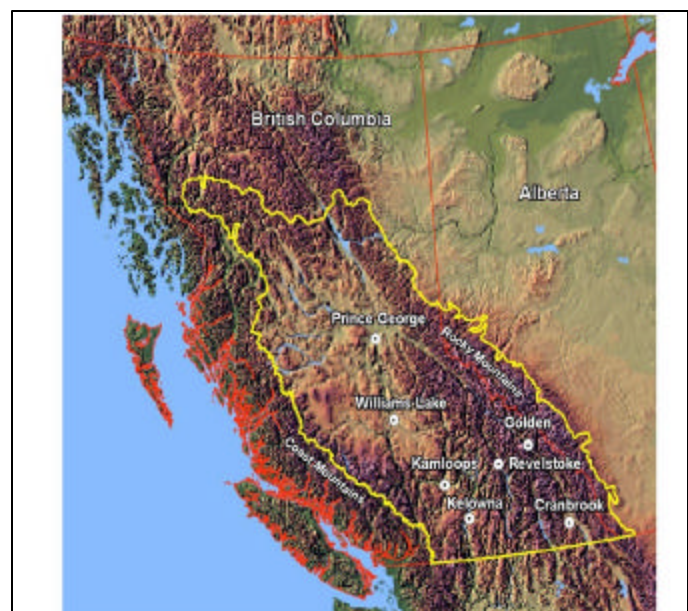 British Columbia
Alberta
Prince George
Rocky Mountains
Williams Lake
Golden
Coast Mountains
Kamloops
Revelstoke
Kelowna
Cranbrook